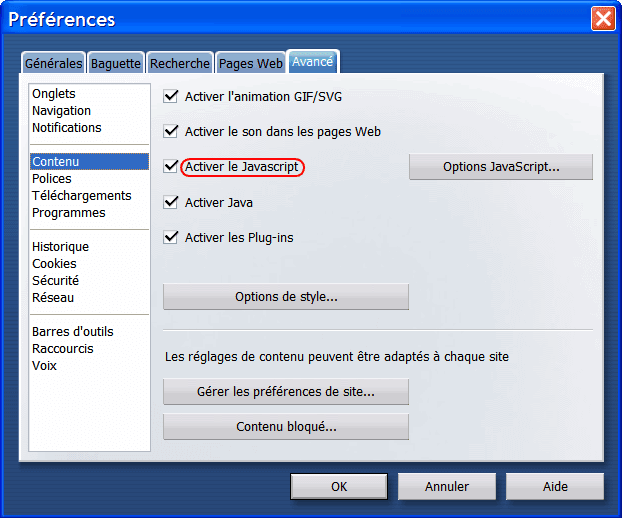 Préférences
Générales Baguette Recherche Pages Web Avancé
Onglets
Navigation
Notifications
Contenu
Polices
Téléchargements
Programmes
Historique
Cookies
Sécurité
Réseau
Barres d'outils
Raccourcis
Voix
Activer l'animation GIF/SVG
Activer le son dans les pages Web
Activer le Javascript Options JavaScript...
Activer Java
Activer les Plug-ins
Options de style...
Les réglages de contenu peuvent être adaptés à chaque site
Gérer les préférences de site...
Contenu bloqué...
OK Annuler Aide